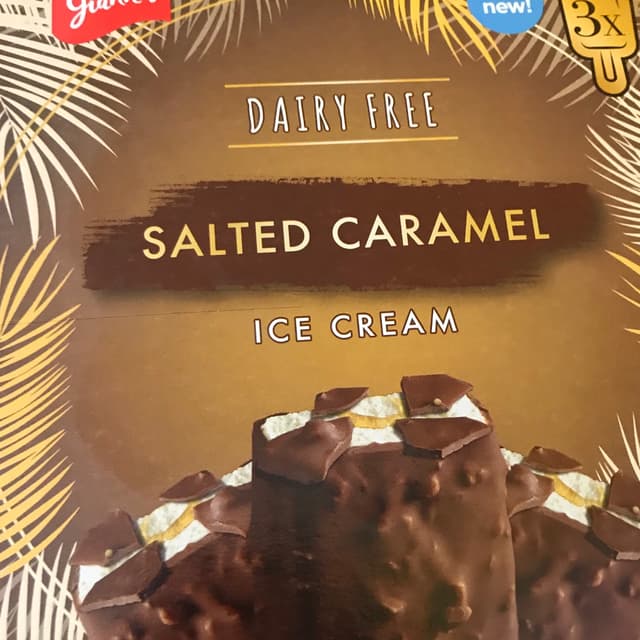 new!
3x
DAIRY FREE
SALTED CARAMEL
ICE CREAM